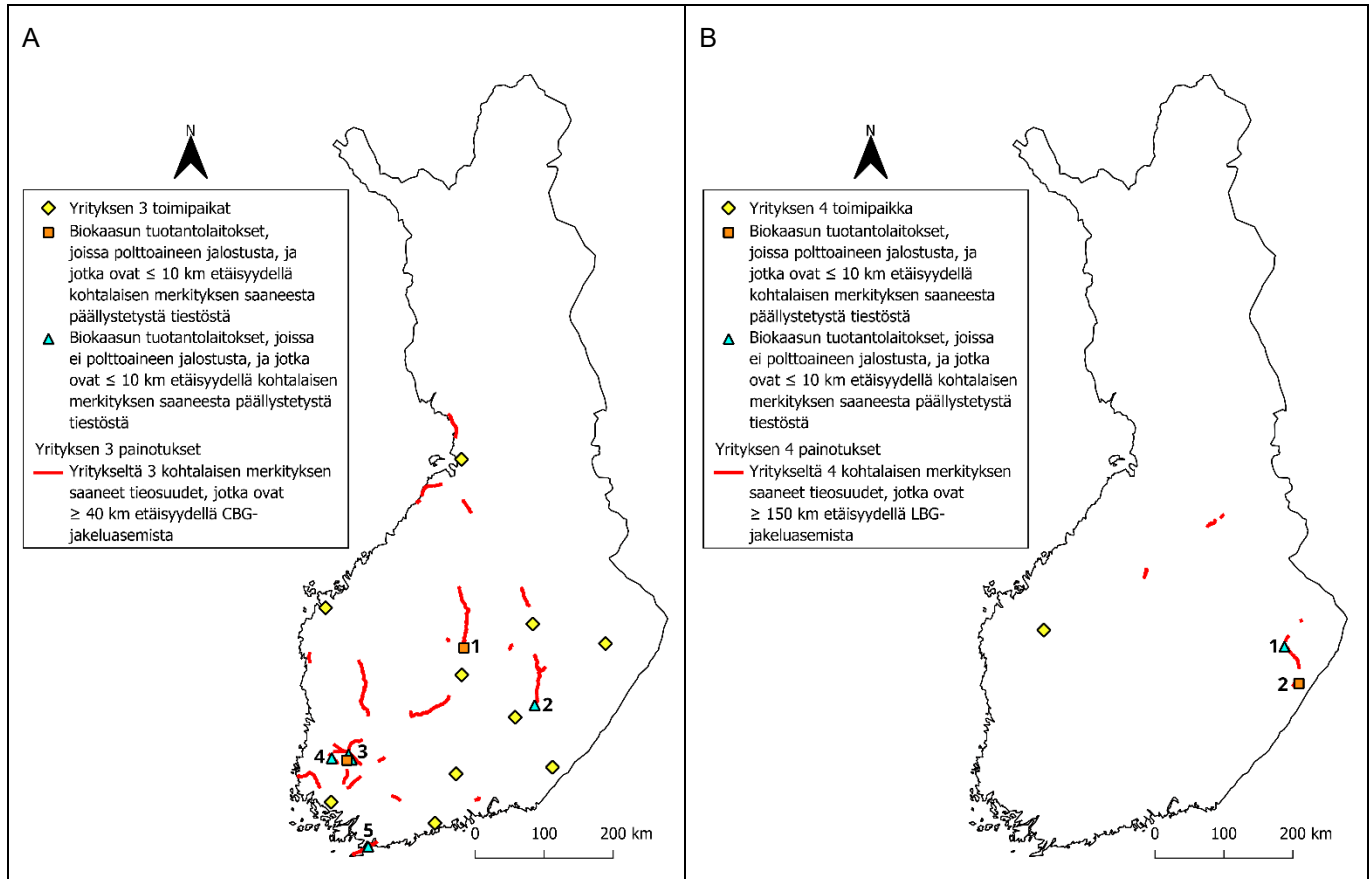 A
N
Yrityksen 3 toimipaikat
Biokaasun tuotantolaitokset,
joissa polttoaineen jalostusta, ja
jotka ovat ≤ 10 km etäisyydellä
kohtalaisen merkityksen saaneesta
päällystetystä tiestöstä
Biokaasun tuotantolaitokset, joissa
ei polttoaineen jalostusta, ja jotka
ovat ≤ 10 km etäisyydellä kohtalaisen
merkityksen saaneesta päällystetystä
tiestöstä
Yrityksen 3 painotukset
Yritykseltä 3 kohtalaisen merkityksen
saaneet tieosuudet, jotka ovat
≥ 40 km etäisyydellä CBG-
jakeluasemista
1
2
3
4
5
0 100 200 km
B
N
Yrityksen 4 toimipaikka
Biokaasun tuotantolaitokset,
joissa polttoaineen jalostusta, ja
jotka ovat ≤ 10 km etäisyydellä
kohtalaisen merkityksen saaneesta
päällystetystä tiestöstä
Biokaasun tuotantolaitokset, joissa
ei polttoaineen jalostusta, ja jotka
ovat ≤ 10 km etäisyydellä kohtalaisen
merkityksen saaneesta päällystetystä
tiestöstä
Yrityksen 4 painotukset
Yritykseltä 4 kohtalaisen merkityksen
saaneet tieosuudet, jotka ovat
≥ 150 km etäisyydellä LBG-
jakeluasemista
1
2
0 100 200 km